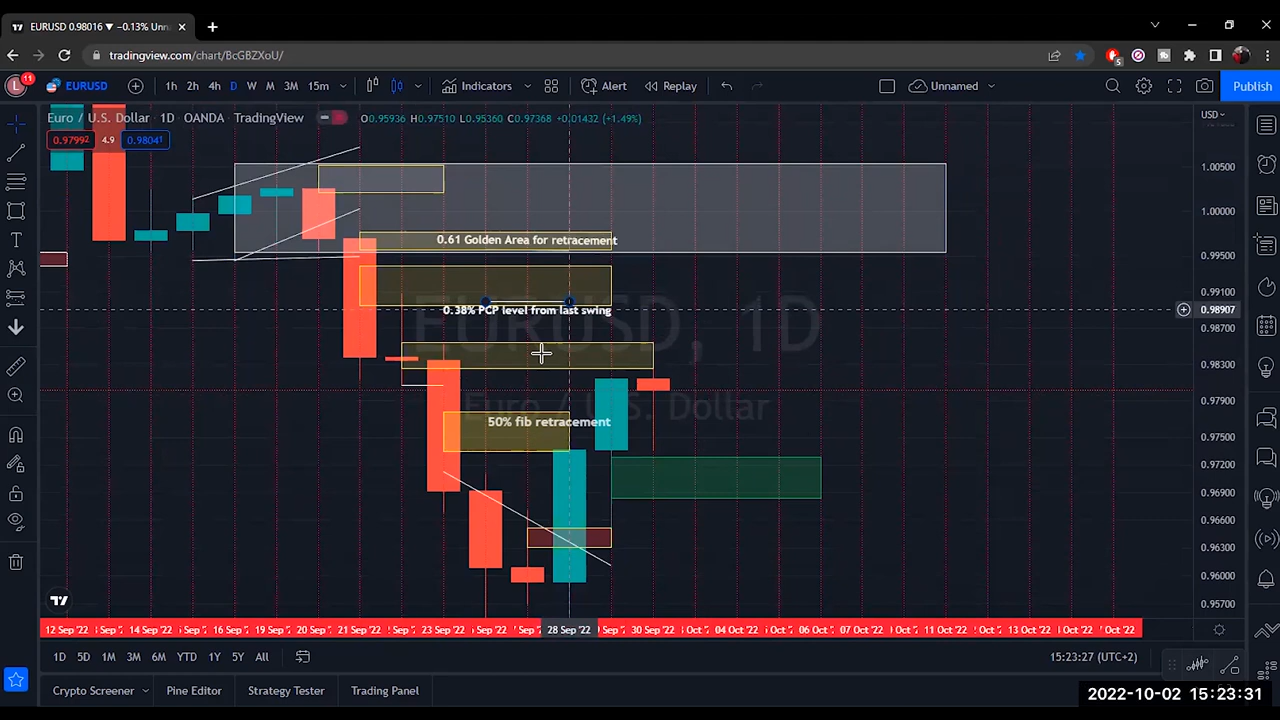 EURUSD 0.98016 ▼ −0.13% Unn
tradingview.com/chart/BcGBZXoU/
5
L
11
EURUSD
1h 2h 4h D W M 3M 15m
Indicators
Alert
Replay
Unnamed
Publish
Euro / U.S. Dollar · 1D · OANDA · TradingView
O0.95936 H0.97510 L0.95360 C0.97368 +0.01432 (+1.49%)
USD
0.97992 4.9 0.98041
1.00500
1.00000
0.99500
0.99100
0.98907
0.98700
0.98300
0.97900
0.97500
0.97200
0.96900
0.96600
0.96300
0.96000
0.95700
0.61 Golden Area for retracement
0.38% PCP level from last swing
EURUSD, 1D
Euro / U.S. Dollar
50% fib retracement
12 Sep '22 14 Sep '22 16 Sep '22 19 Sep '22 20 Sep '22 21 Sep '22 23 Sep '22 28 Sep '22 30 Sep '22 04 Oct '22 06 Oct '22 07 Oct '22 11 Oct '22 13 Oct '22
1D 5D 1M 3M 6M YTD 1Y 5Y All
15:23:27 (UTC+2)
Crypto Screener Pine Editor Strategy Tester Trading Panel
2022-10-02 15:23:31